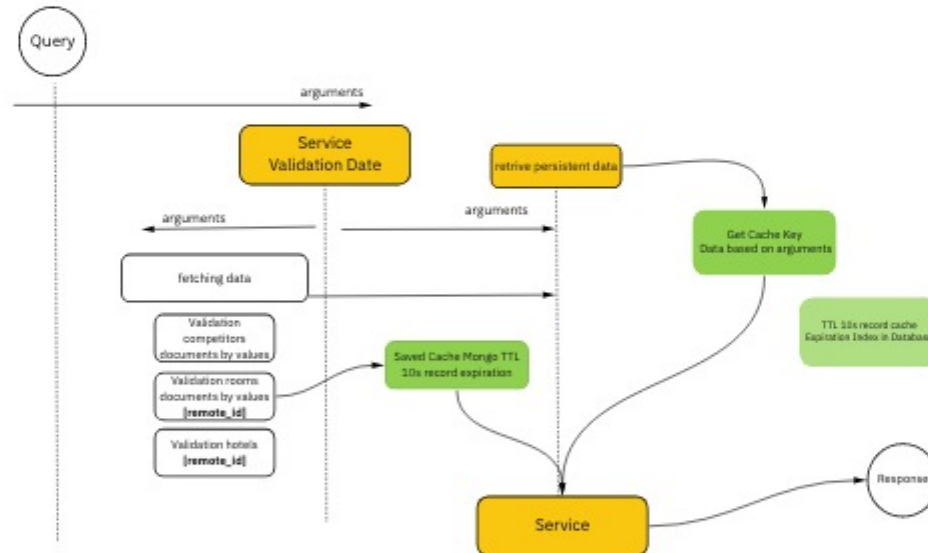 Query
arguments
Service
Validation Date
retrive persistent data
arguments
arguments
Get Cache Key
Data based on arguments
fetching data
TTL 10s record cache
Expiration Index in Database
Validation
competitors
documents by values
Saved Cache Mongo TTL
10s record expiration
Validation rooms
documents by values
[remote_id]
Validation hotels
[remote_id]
Response
Service